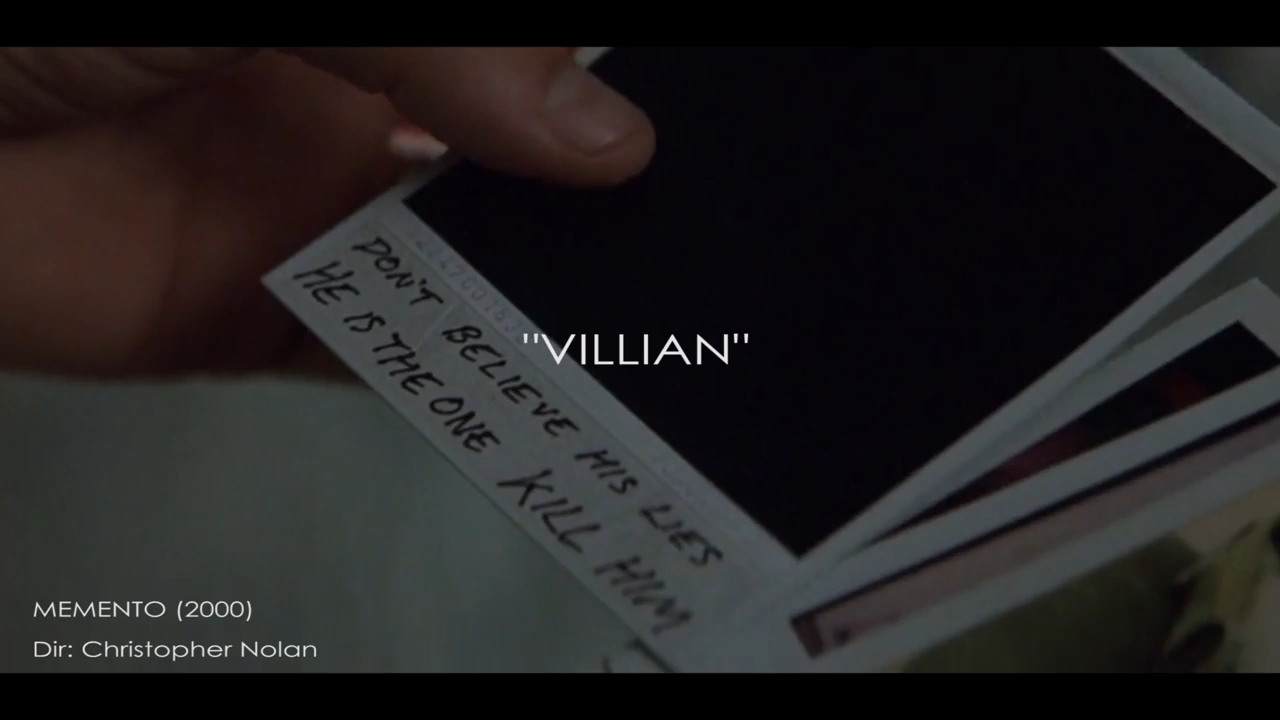 DON'T BELIEVE HIS LIES
HE IS THE ONE KILL HIM
"VILLIAN"
MEMENTO (2000)
Dir: Christopher Nolan